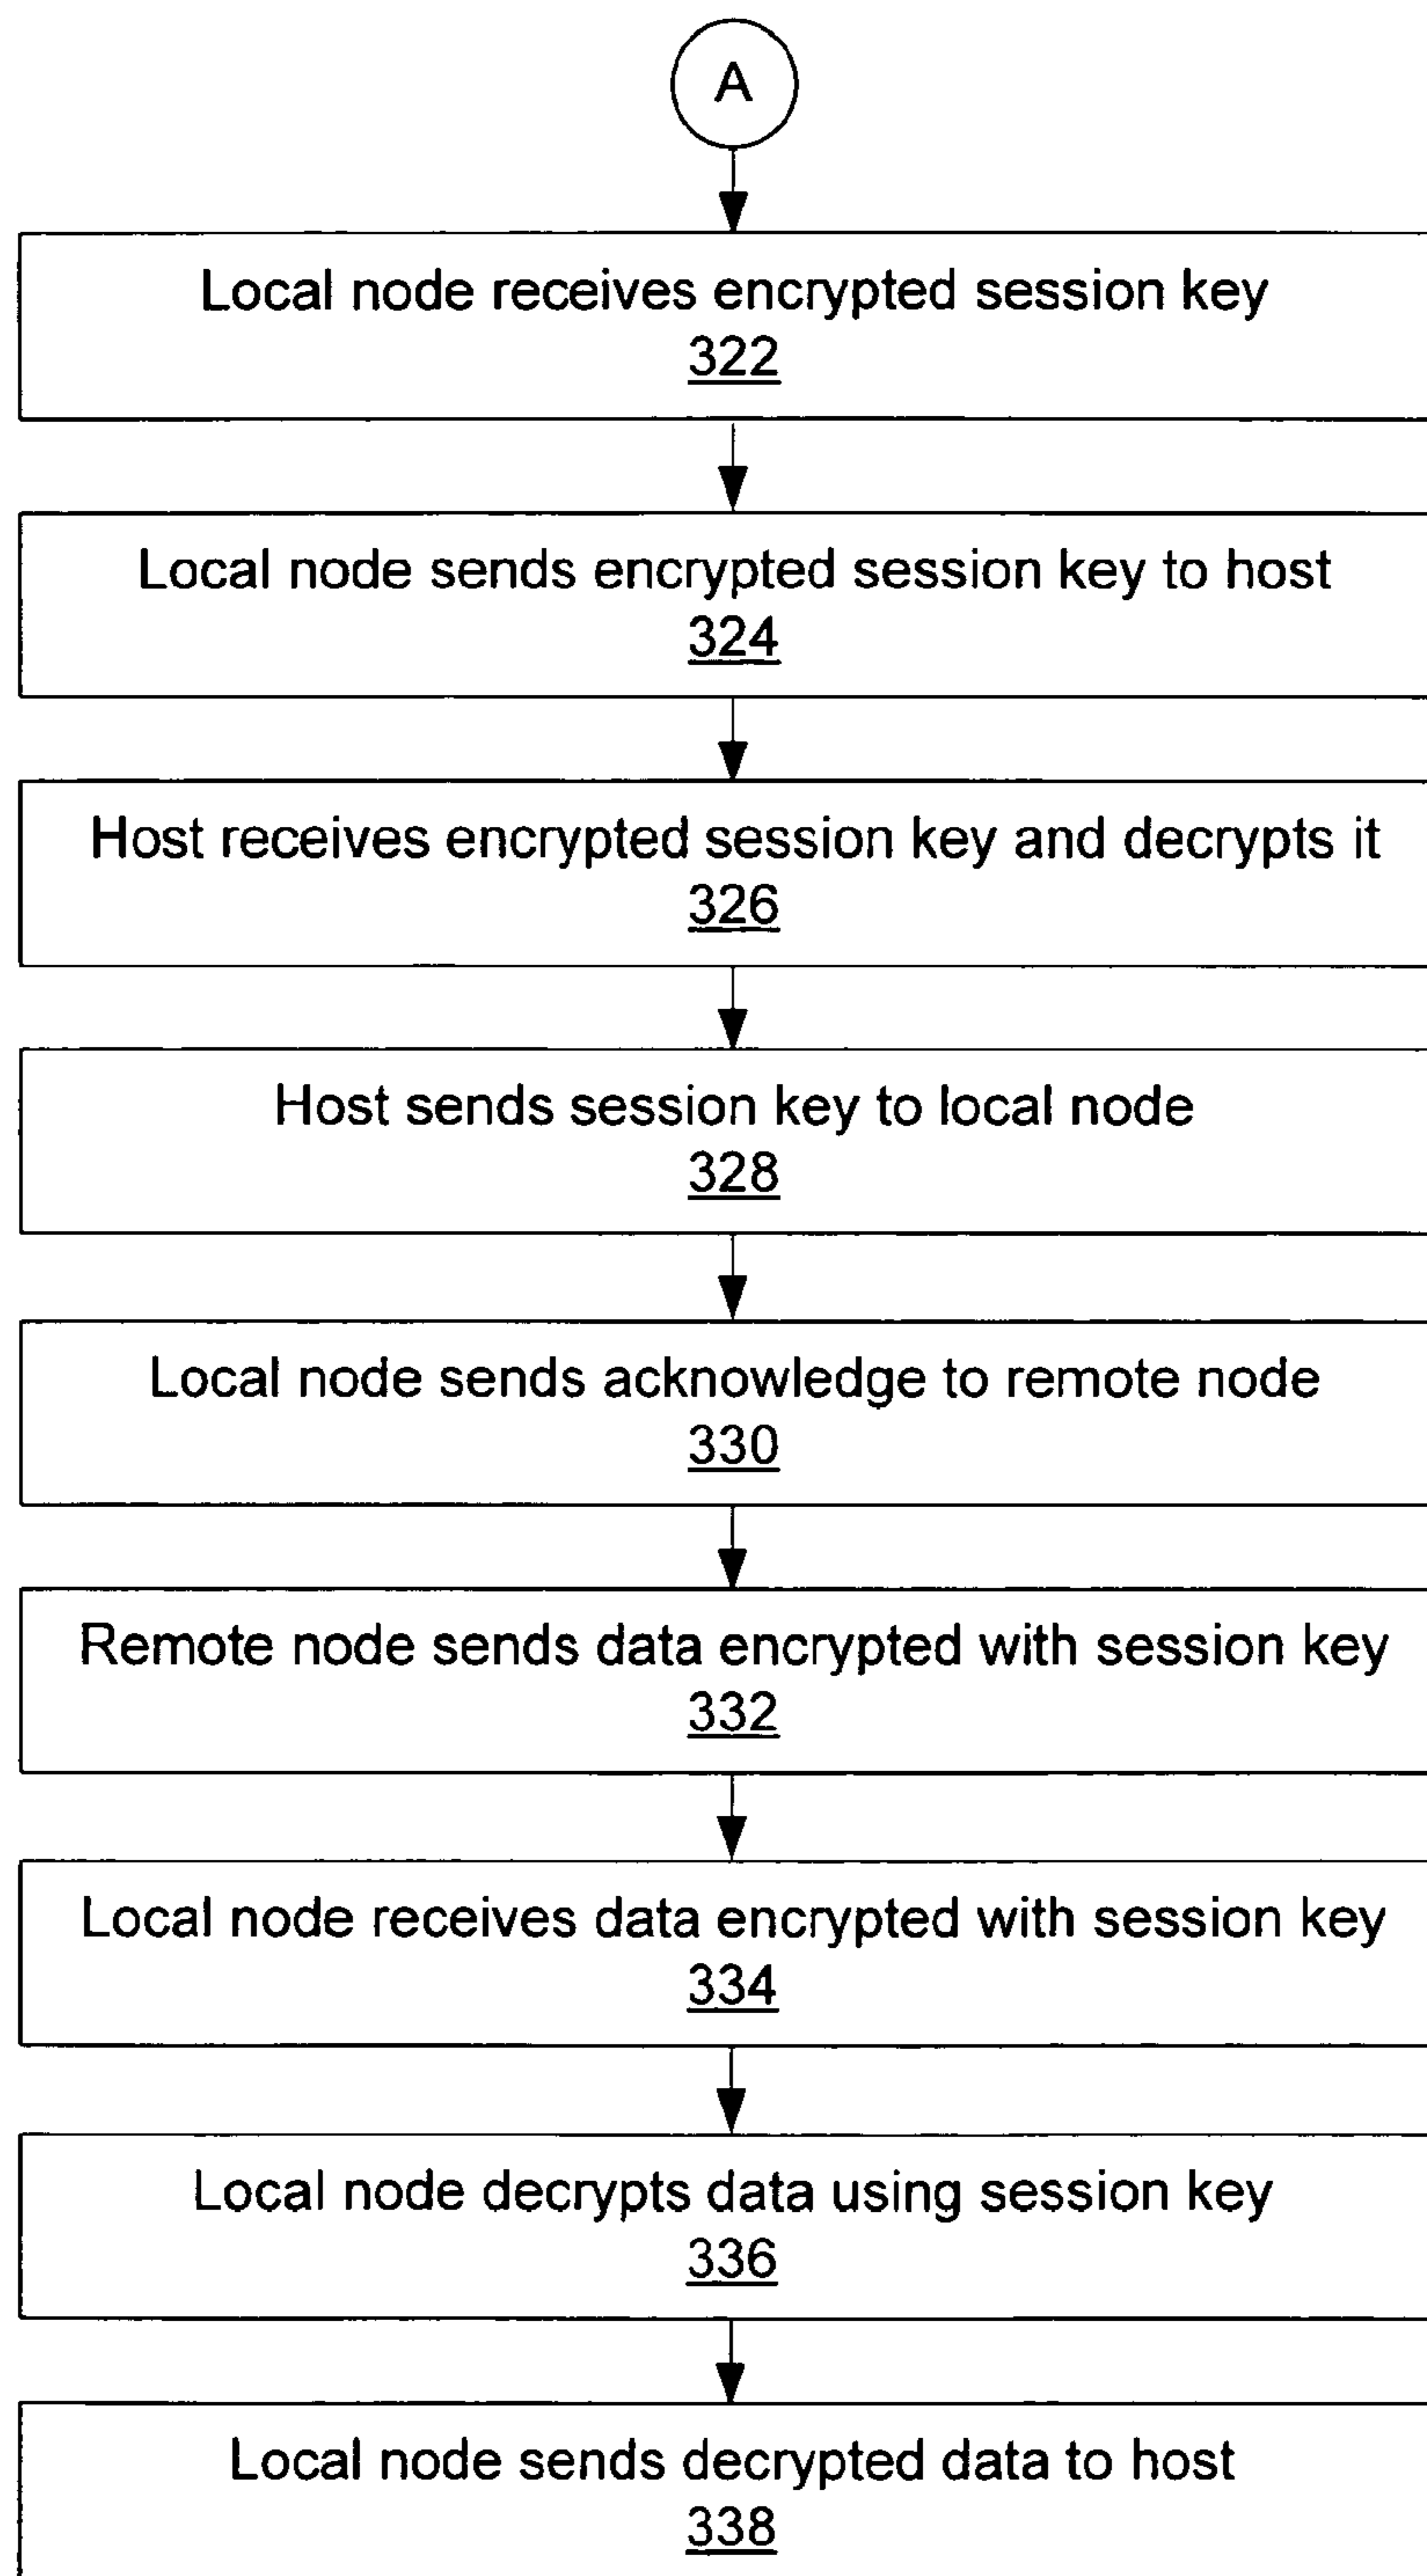 A
Local node receives encrypted session key
322
Local node sends encrypted session key to host
324
Host receives encrypted session key and decrypts it
326
Host sends session key to local node
328
Local node sends acknowledge to remote node
330
Remote node sends data encrypted with session key
332
Local node receives data encrypted with session key
334
Local node decrypts data using session key
336
Local node sends decrypted data to host
338